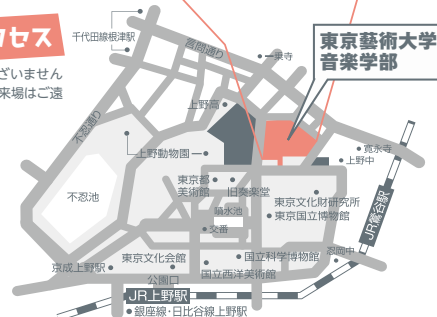 クセス
ざいません
来場はご遠
千代田線根津駅
言問通り
一乗寺
東京藝術大学
音楽学部
不忍通り
上野高
寛永寺
上野中
上野動物園
東京都
美術館
旧奏楽堂
東京文化財研究所
東京国立博物館
不忍池
噴水池
交番
JR鶯谷駅
忍岡中
東京文化会館
国立科学博物館
京成上野駅
公園口
国立西洋美術館
JR上野駅
銀座線・日比谷線上野駅